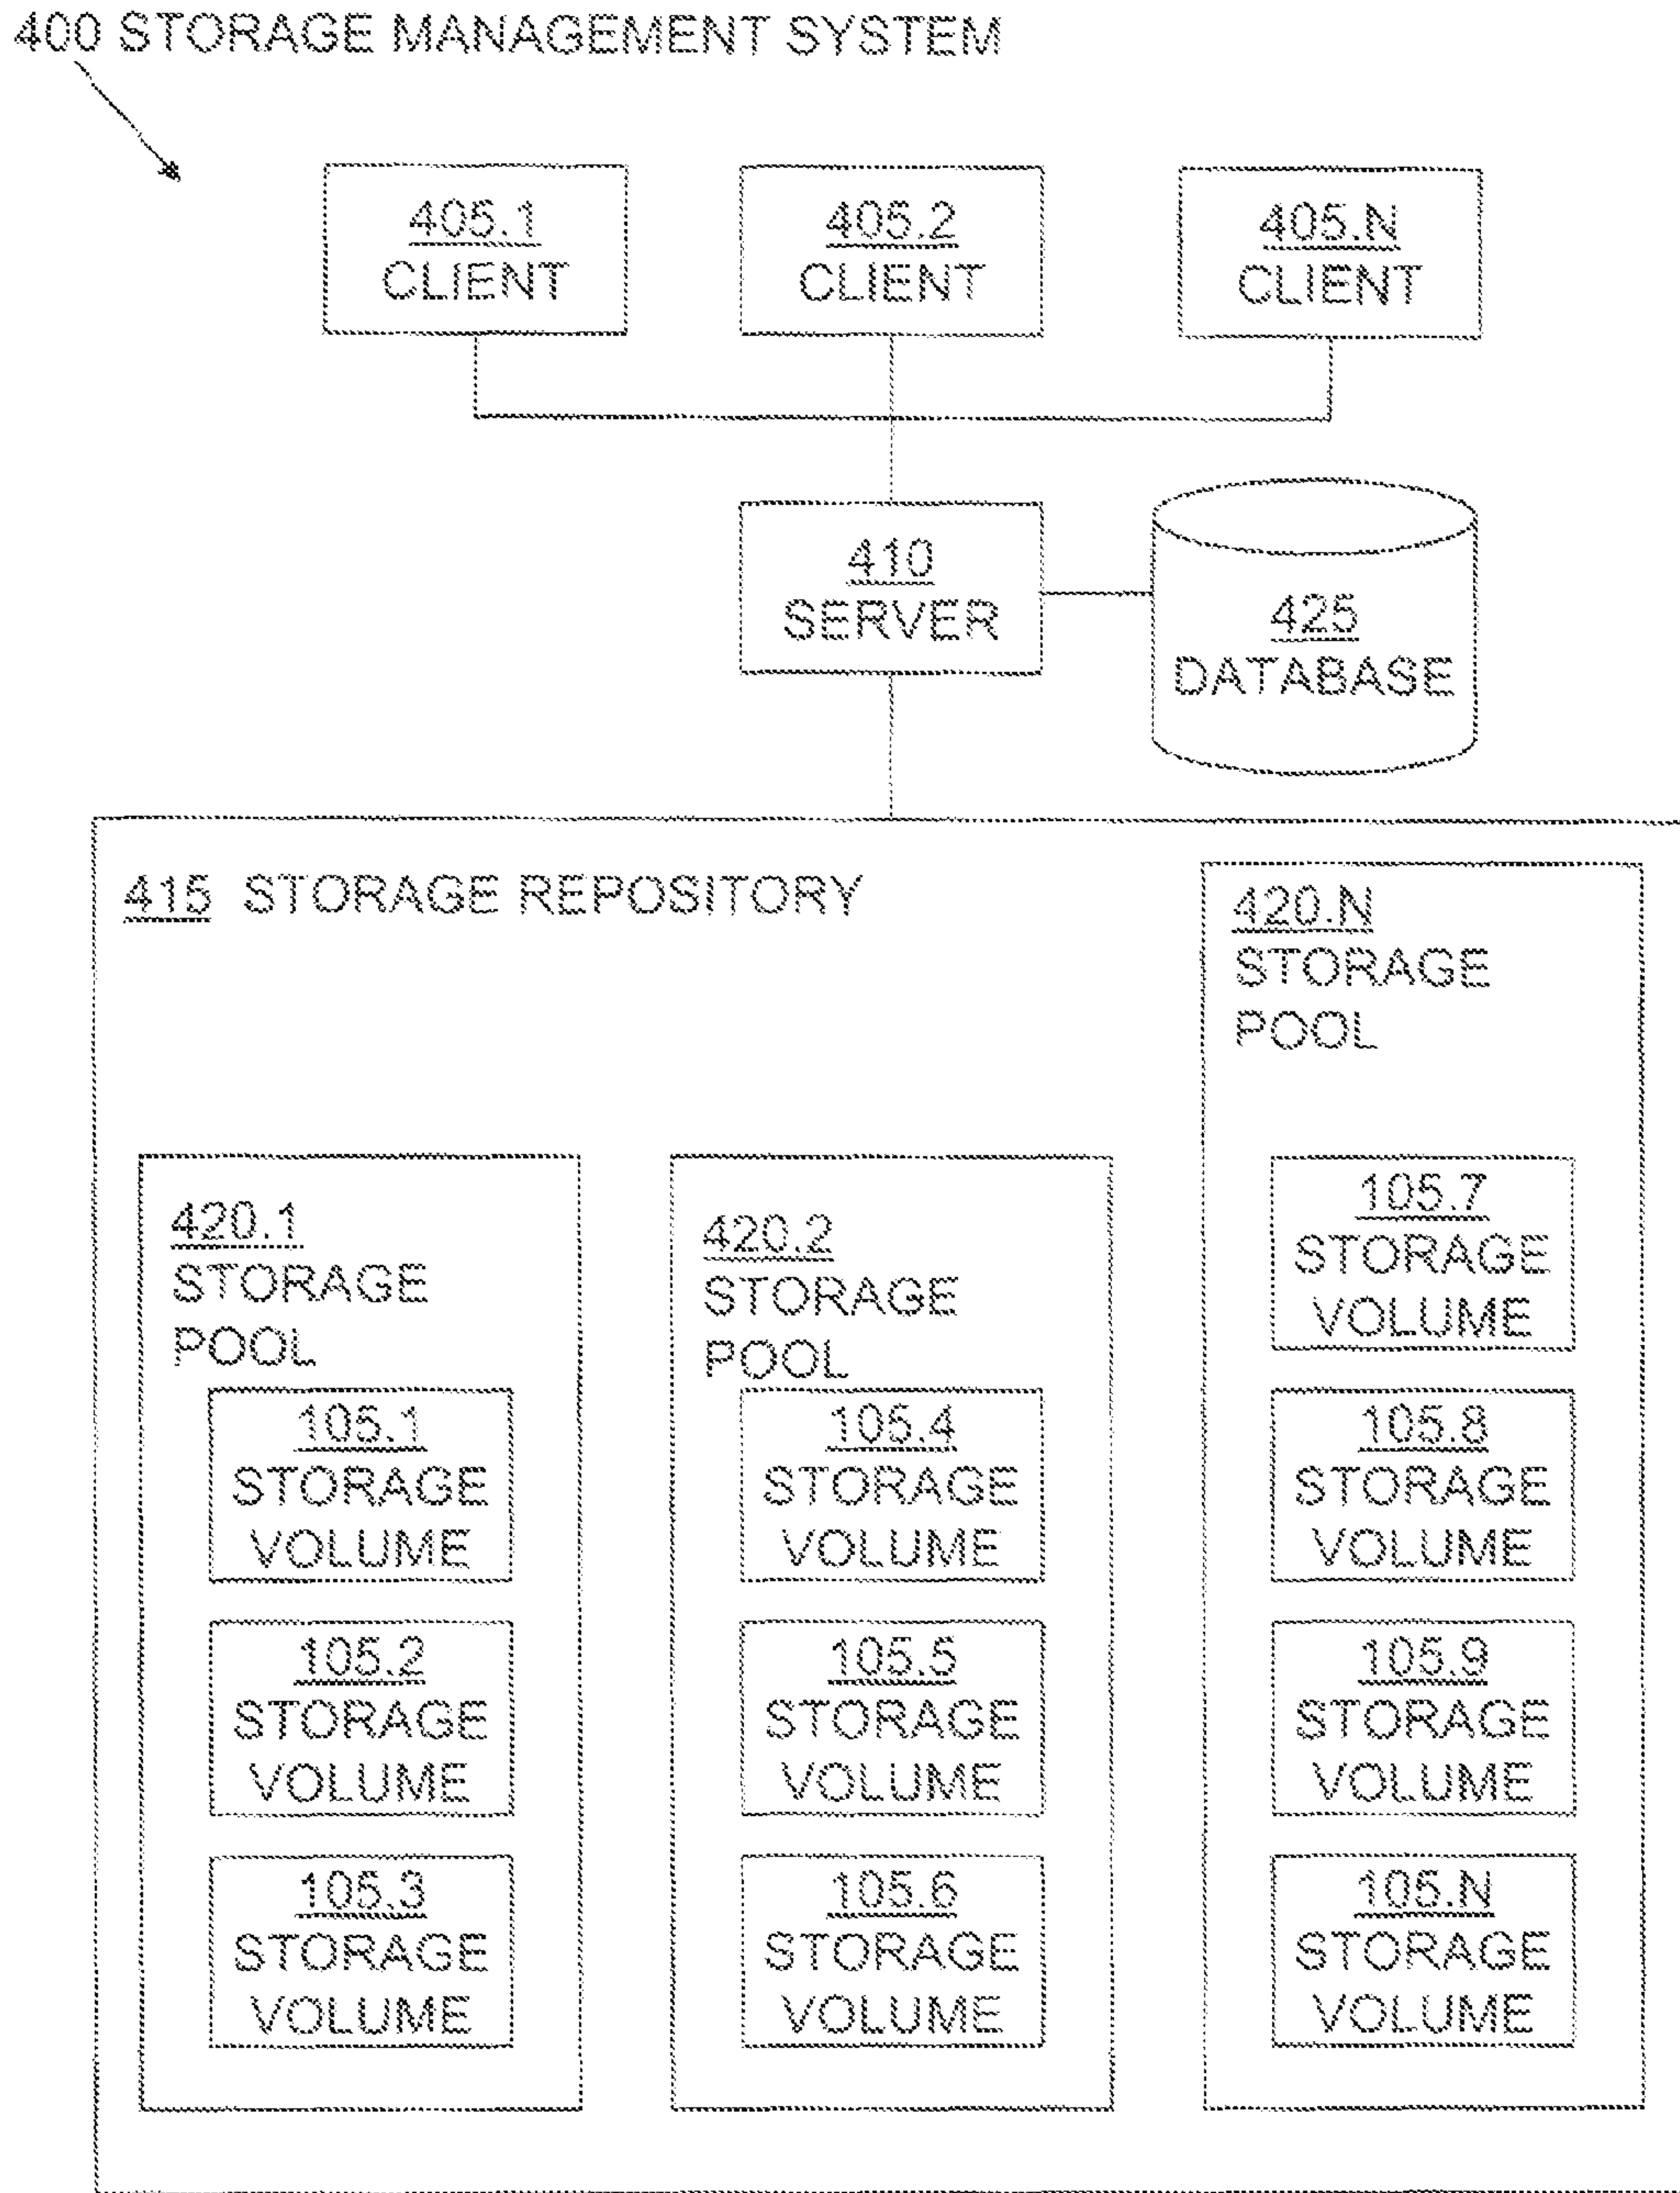 400 STORAGE MANAGEMENT SYSTEM
405.1
CLIENT
405.2
CLIENT
405.N
CLIENT
410
SERVER
425
DATABASE
415 STORAGE REPOSITORY
420.1
STORAGE
POOL
105.1
STORAGE
VOLUME
105.2
STORAGE
VOLUME
105.3
STORAGE
VOLUME
420.2
STORAGE
POOL
105.4
STORAGE
VOLUME
105.5
STORAGE
VOLUME
105.6
STORAGE
VOLUME
420.N
STORAGE
POOL
105.7
STORAGE
VOLUME
105.8
STORAGE
VOLUME
105.9
STORAGE
VOLUME
105.N
STORAGE
VOLUME